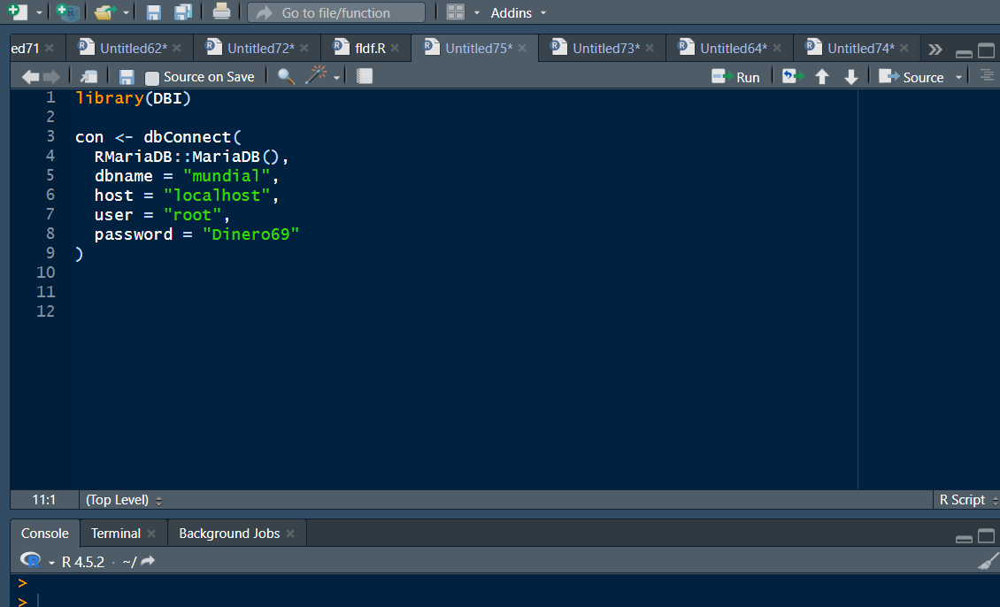 Go to file/function
Addins
ed71
Untitled62*
Untitled72*
fldf.R
Untitled75*
Untitled73*
Untitled64*
Untitled74*
Source on Save
Run
Source
1 library(DBI)
2
3 con <- dbConnect(
4 RMariaDB::MariaDB(),
5 dbname = "mundial",
6 host = "localhost",
7 user = "root",
8 password = "Dinero69"
9 )
10
11
12
11:1
(Top Level)
R Script
Console
Terminal
Background Jobs
R 4.5.2 · ~/
>
>